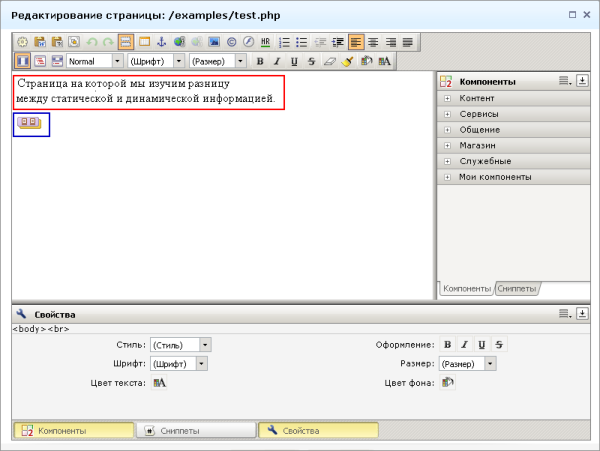 Редактирование страницы: /examples/test.php
HR
Normal (Шрифт) (Размер) B I U S
Страница на которой мы изучим разницу
между статической и динамической информацией.
Компоненты
Контент
Сервисы
Общение
Магазин
Служебные
Мои компоненты
Компоненты Сниппеты
Свойства
<body><br>
Стиль: (Стиль) Оформление: B I U S
Шрифт: (Шрифт) Размер: (Размер)
Цвет текста: Цвет фона:
Компоненты Сниппеты Свойства